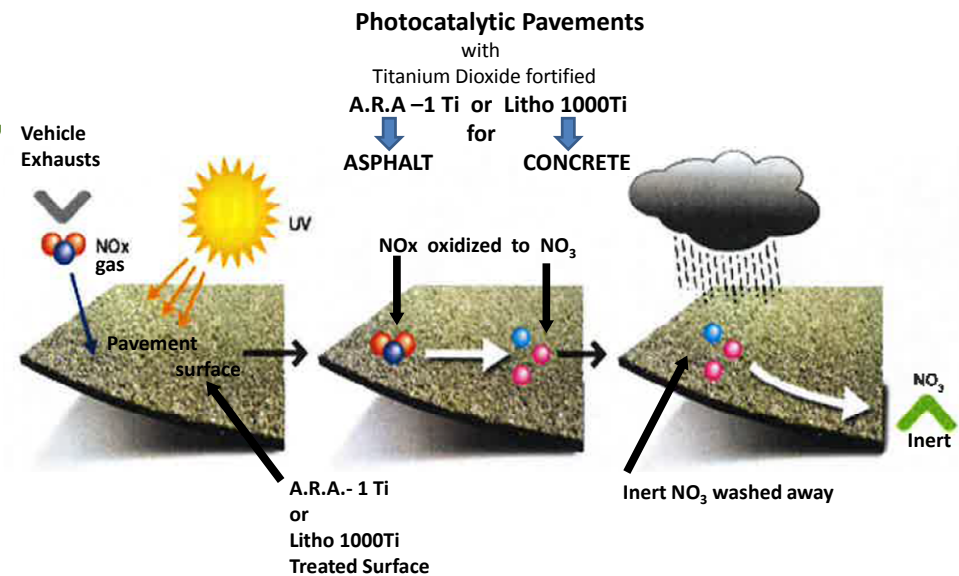 Photocatalytic Pavements
with
Titanium Dioxide fortified
A.R.A –1 Ti or Litho 1000Ti
for
ASPHALT CONCRETE
Vehicle
Exhausts
NOx
gas
UV
Pavement
surface
NOx oxidized to NO₃
NO₃
Inert
A.R.A.- 1 Ti
or
Litho 1000Ti
Treated Surface
Inert NO₃ washed away